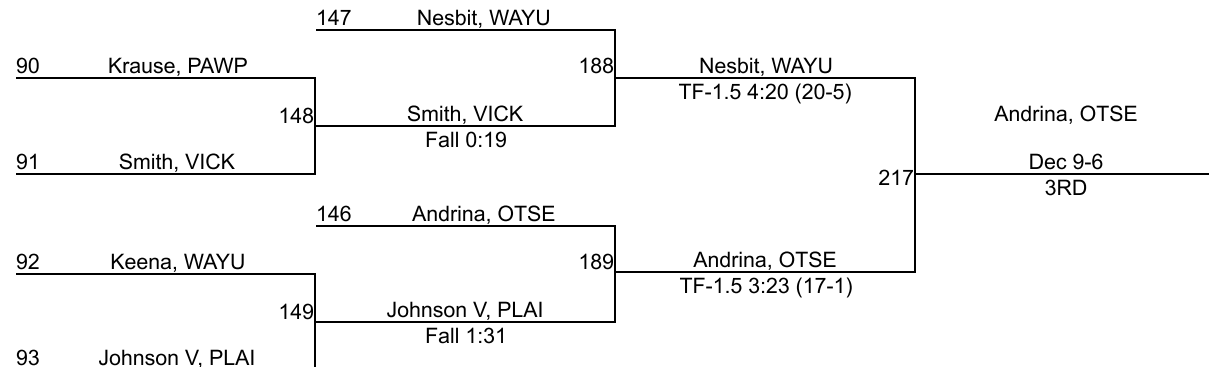 147 Nesbit, WAYU
90 Krause, PAWP
188 Nesbit, WAYU
TF-1.5 4:20 (20-5)
148 Smith, VICK
Fall 0:19
Andrina, OTSE
91 Smith, VICK
Dec 9-6
217
3RD
146 Andrina, OTSE
92 Keena, WAYU
189 Andrina, OTSE
TF-1.5 3:23 (17-1)
149 Johnson V, PLAI
Fall 1:31
93 Johnson V, PLAI